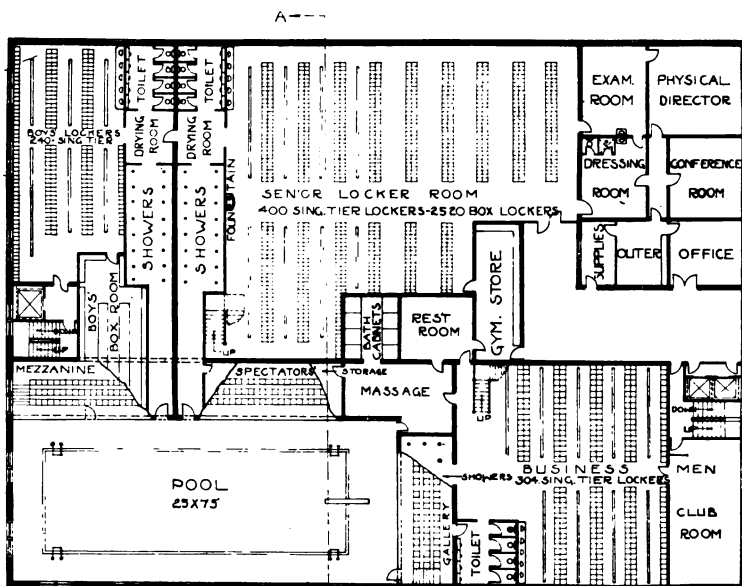 A
EXAM.
ROOM
PHYSICAL
DIRECTOR
TOILET
TOILET
BOYS LOCKERS
240-SING.TIER
DRYING
ROOM
DRYING
ROOM
DRESSING
ROOM
CONFERENCE
ROOM
SHOWERS
SHOWERS
FOUNTAIN
SENIOR LOCKER ROOM
400 SING. TIER LOCKERS-2520 BOX LOCKERS
SUPPLIES
OUTER
OFFICE
BOYS
BOX ROOM
GYM. STORE
BATH
CABINETS
REST
ROOM
UP
MEZZANINE
SPECTATORS
STORAGE
MASSAGE
UP
DOWN
UP
POOL
25X75
GALLERY
SHOWERS
BUSINESS
304 SING. TIER LOCKERS
MEN
CLUB
ROOM
TOILET